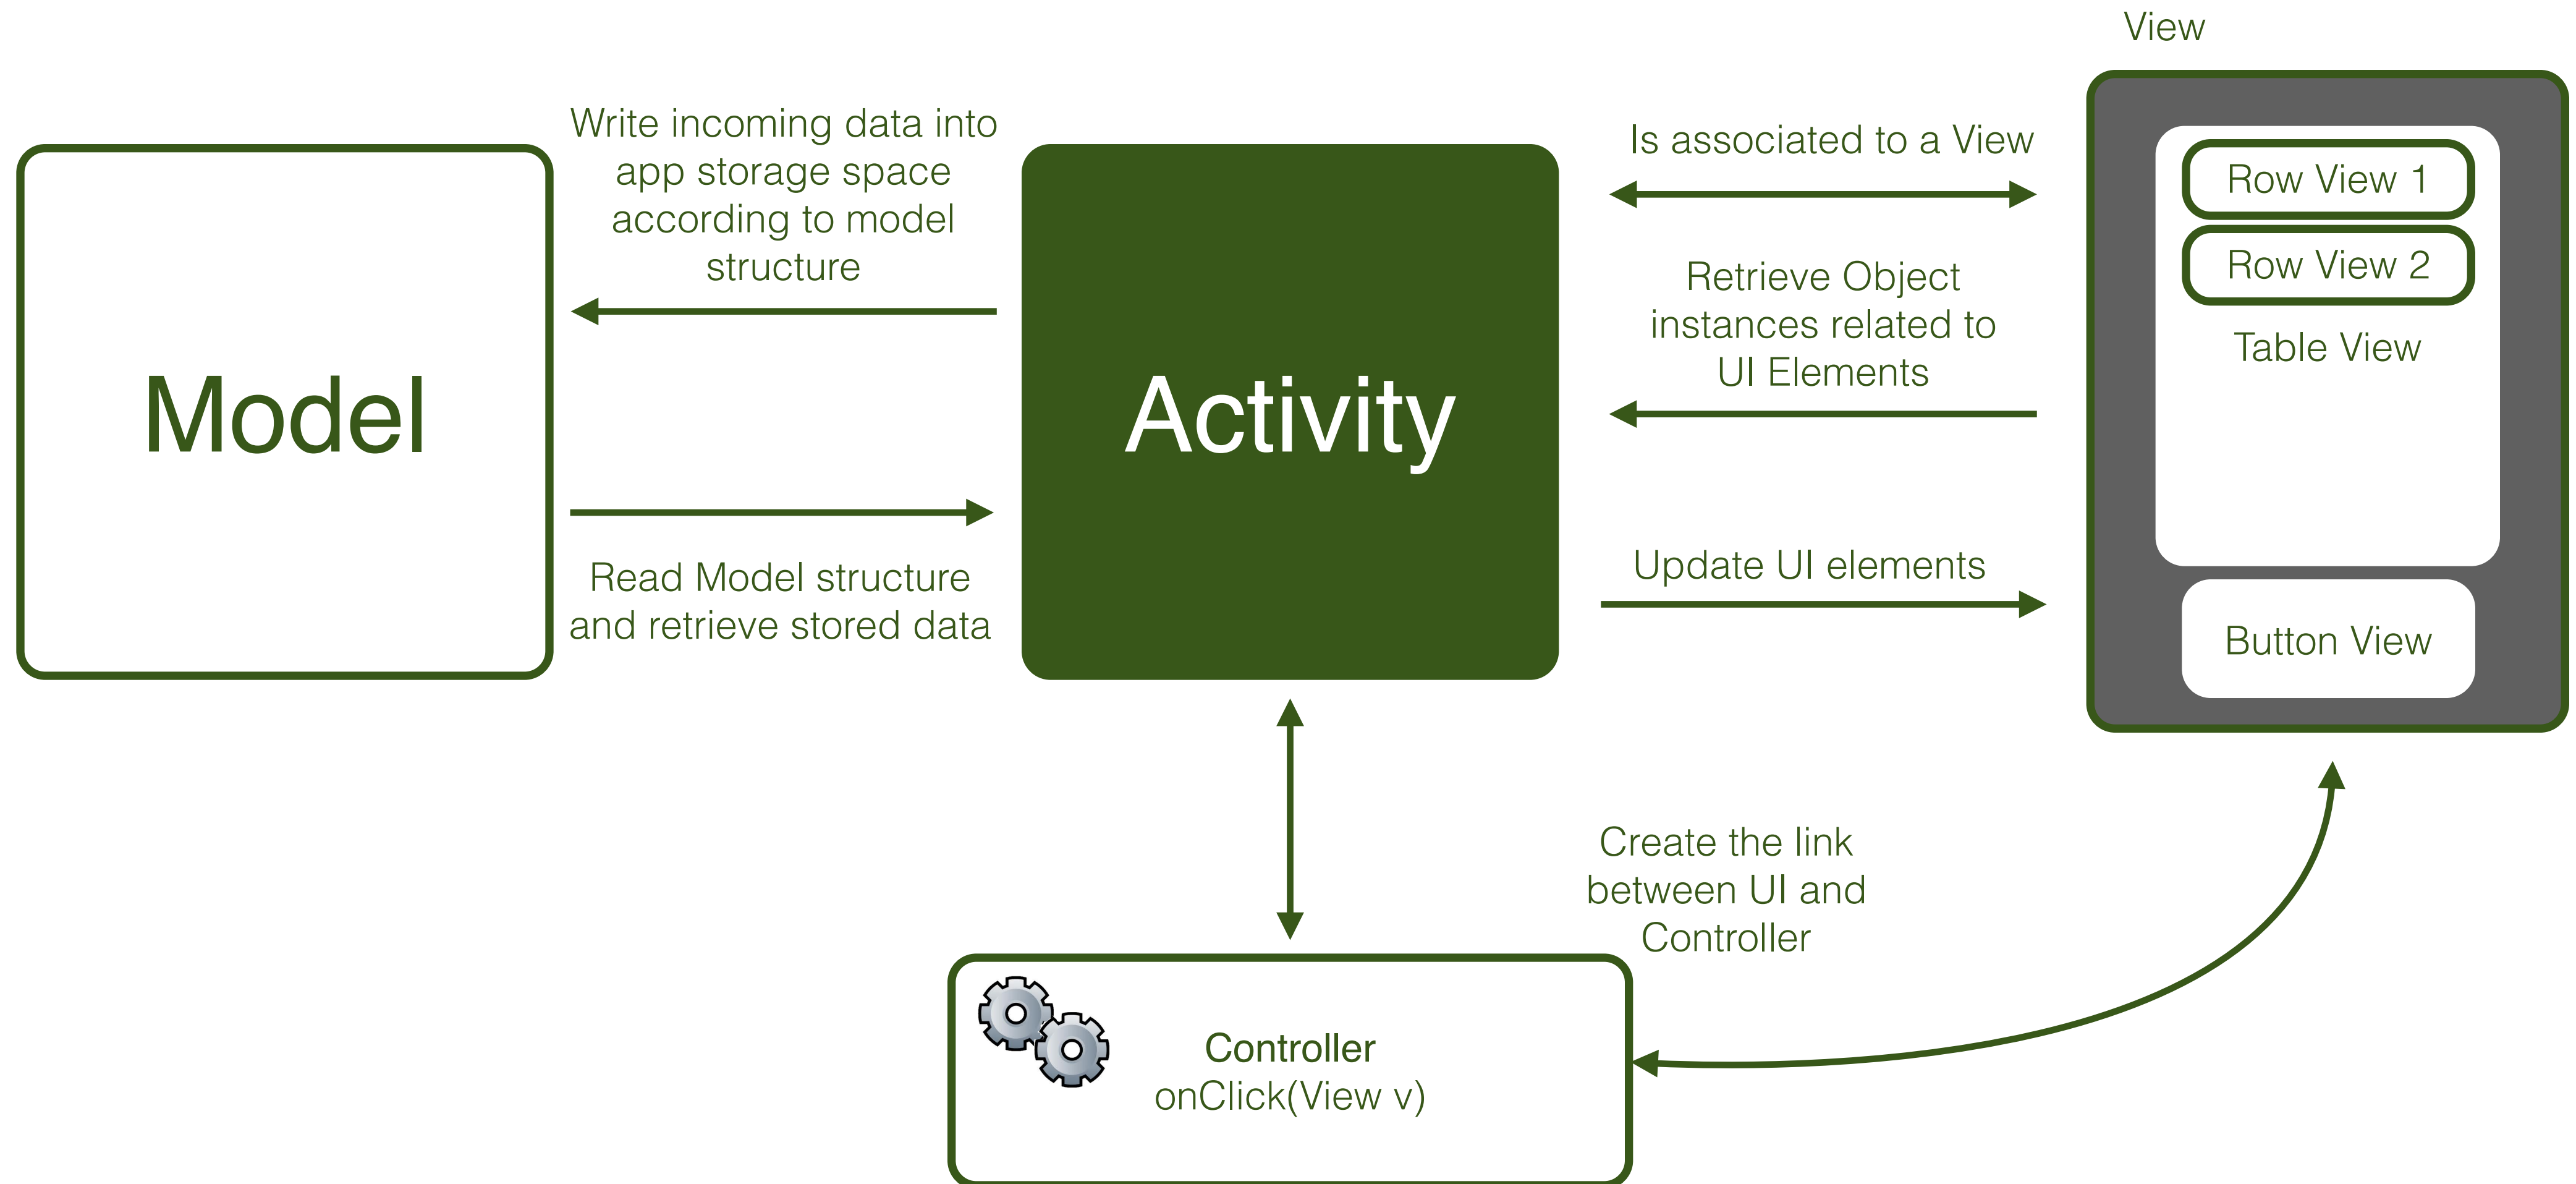 View
Write incoming data into
app storage space
according to model
structure
Is associated to a View
Row View 1
Row View 2
Retrieve Object
instances related to
UI Elements
Table View
Model
Activity
Read Model structure
and retrieve stored data
Update UI elements
Button View
Create the link
between UI and
Controller
Controller
onClick(View v)